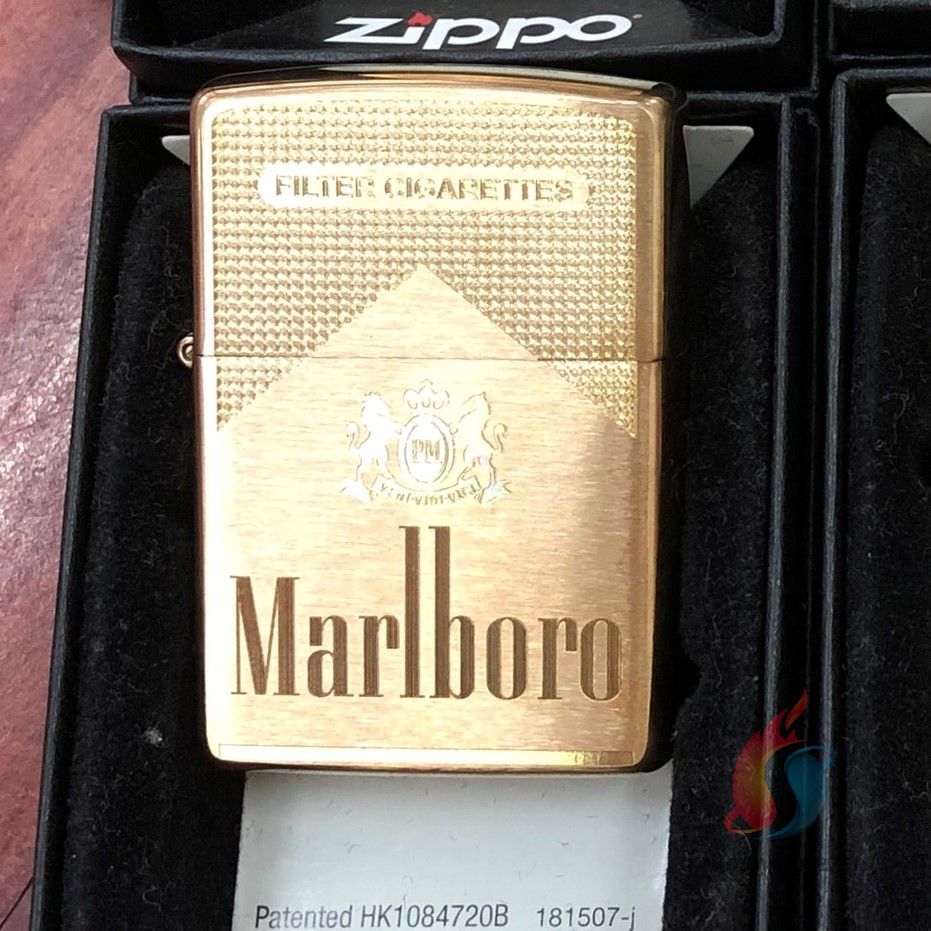 zippo
FILTER CIGARETTES
PM
VENI·VIDI·VICI
Marlboro
Patented HK1084720B 181507-j